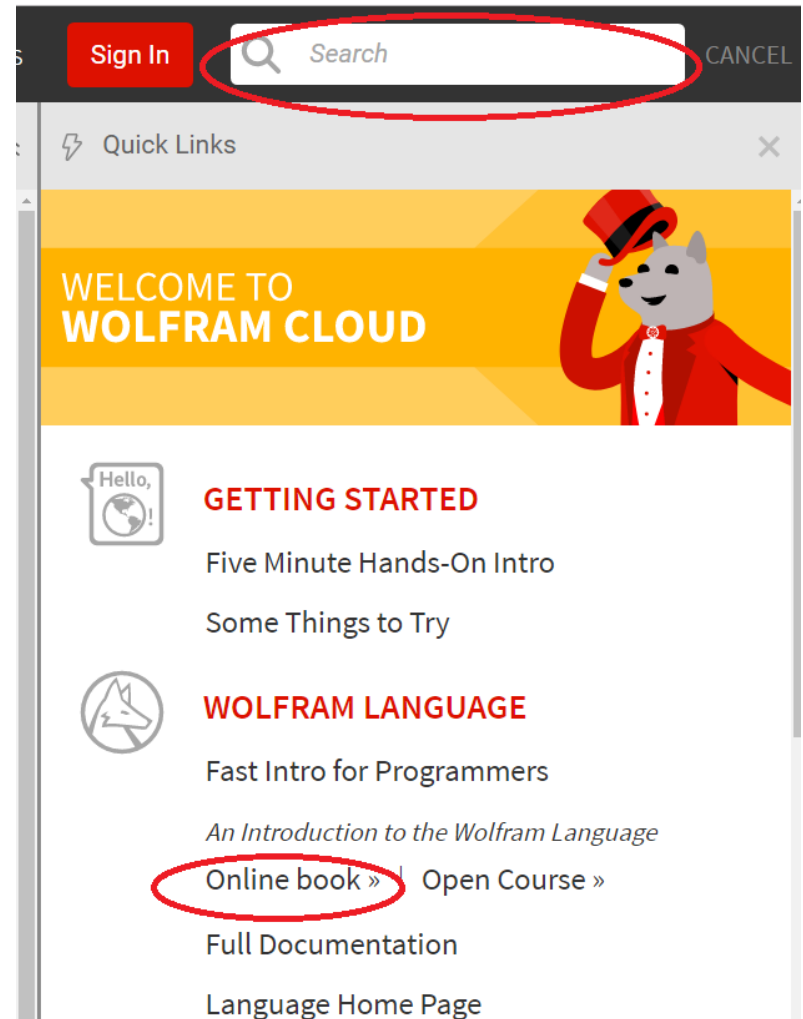 s Sign In Search CANCEL
Quick Links
WELCOME TO
WOLFRAM CLOUD
Hello,
!
GETTING STARTED
Five Minute Hands-On Intro
Some Things to Try
WOLFRAM LANGUAGE
Fast Intro for Programmers
An Introduction to the Wolfram Language
Online book » | Open Course »
Full Documentation
Language Home Page